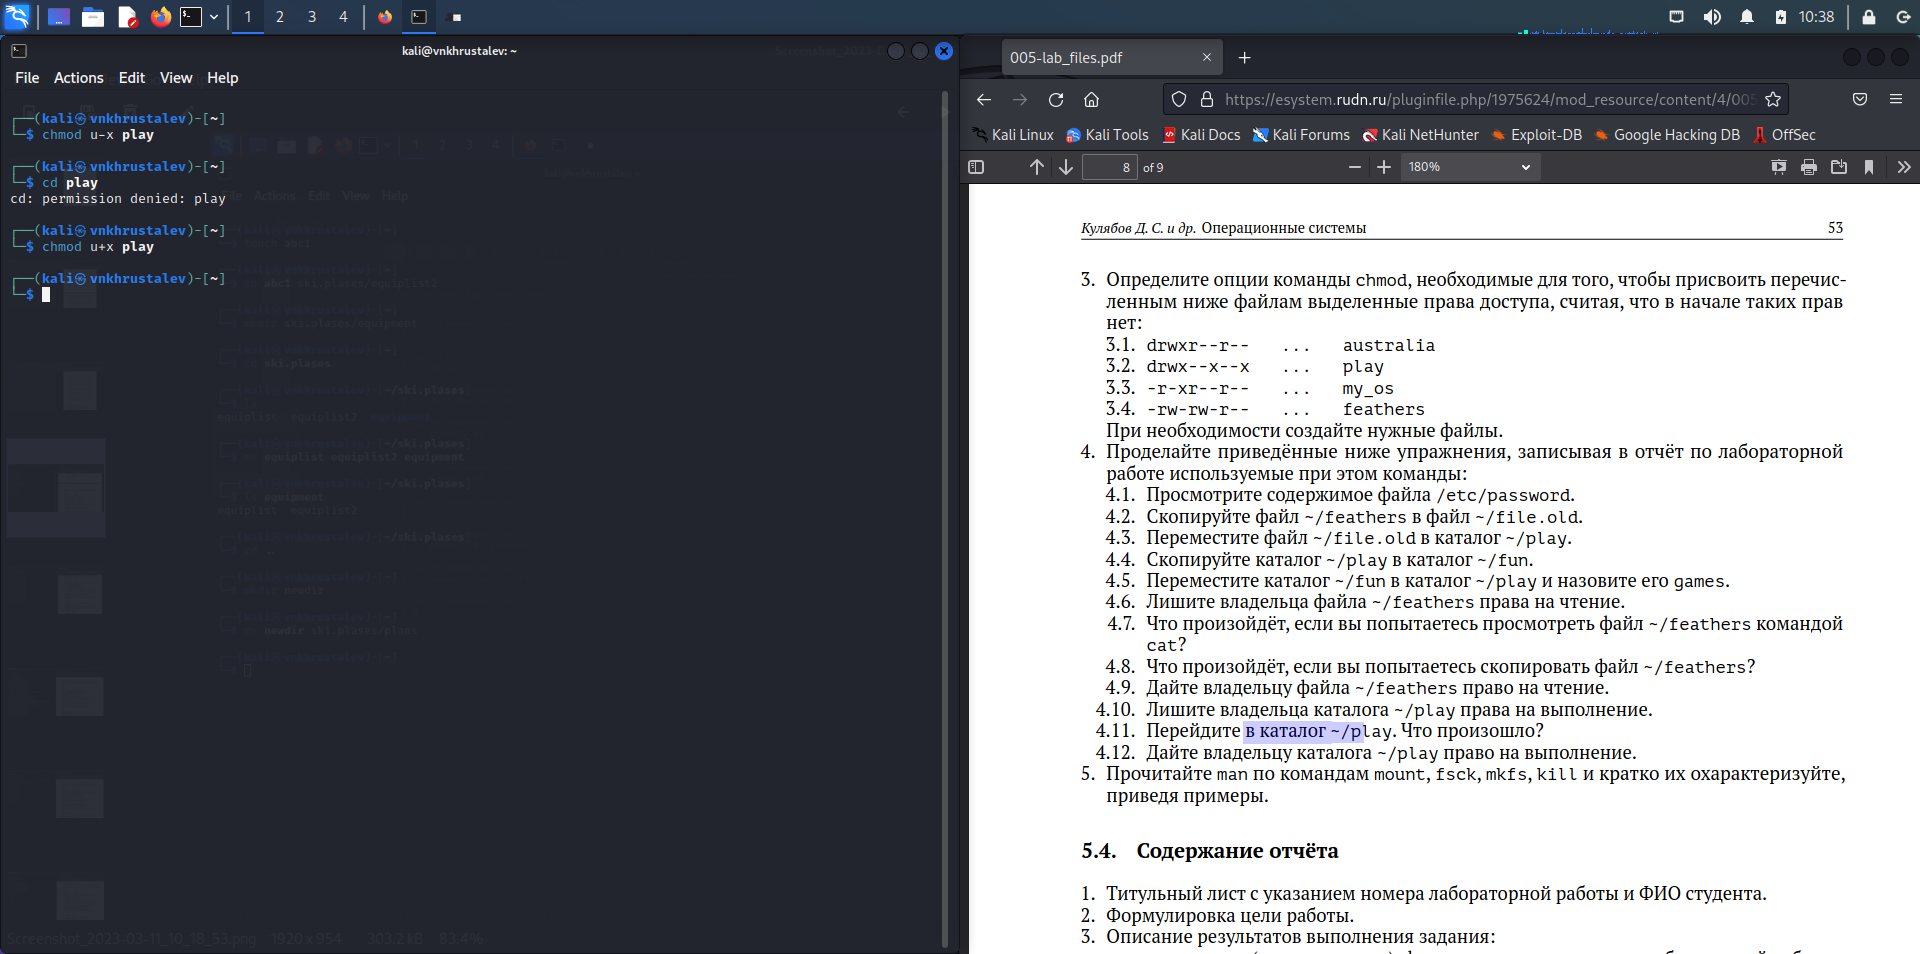 1 2 3 4
10:38
kali@vnkhrustalev: ~
File Actions Edit View Help
┌──(kali㉿vnkhrustalev)-[~]
└─$ chmod u-x play
┌──(kali㉿vnkhrustalev)-[~]
└─$ cd play
cd: permission denied: play
┌──(kali㉿vnkhrustalev)-[~]
└─$ chmod u+x play
┌──(kali㉿vnkhrustalev)-[~]
└─$
Screenshot_2023-03-11_10_18_53.png 1920 x 954 303.2 kB 83.4%
005-lab_files.pdf
https://esystem.rudn.ru/pluginfile.php/1975624/mod_resource/content/4/005
Kali Linux Kali Tools Kali Docs Kali Forums Kali NetHunter Exploit-DB Google Hacking DB OffSec
8 of 9 180%
Кулябов Д. С. и др. Операционные системы 53
3. Определите опции команды chmod, необходимые для того, чтобы присвоить перечис-
ленным ниже файлам выделенные права доступа, считая, что в начале таких прав
нет:
3.1. drwxr--r-- ... australia
3.2. drwx--x--x ... play
3.3. -r-xr--r-- ... my_os
3.4. -rw-rw-r-- ... feathers
При необходимости создайте нужные файлы.
4. Проделайте приведённые ниже упражнения, записывая в отчёт по лабораторной
работе используемые при этом команды:
4.1. Просмотрите содержимое файла /etc/password.
4.2. Скопируйте файл ~/feathers в файл ~/file.old.
4.3. Переместите файл ~/file.old в каталог ~/play.
4.4. Скопируйте каталог ~/play в каталог ~/fun.
4.5. Переместите каталог ~/fun в каталог ~/play и назовите его games.
4.6. Лишите владельца файла ~/feathers права на чтение.
4.7. Что произойдёт, если вы попытаетесь просмотреть файл ~/feathers командой
cat?
4.8. Что произойдёт, если вы попытаетесь скопировать файл ~/feathers?
4.9. Дайте владельцу файла ~/feathers право на чтение.
4.10. Лишите владельца каталога ~/play права на выполнение.
4.11. Перейдите в каталог ~/play. Что произошло?
4.12. Дайте владельцу каталога ~/play право на выполнение.
5. Прочитайте man по командам mount, fsck, mkfs, kill и кратко их охарактеризуйте,
приведя примеры.
5.4. Содержание отчёта
1. Титульный лист с указанием номера лабораторной работы и ФИО студента.
2. Формулировка цели работы.
3. Описание результатов выполнения задания: